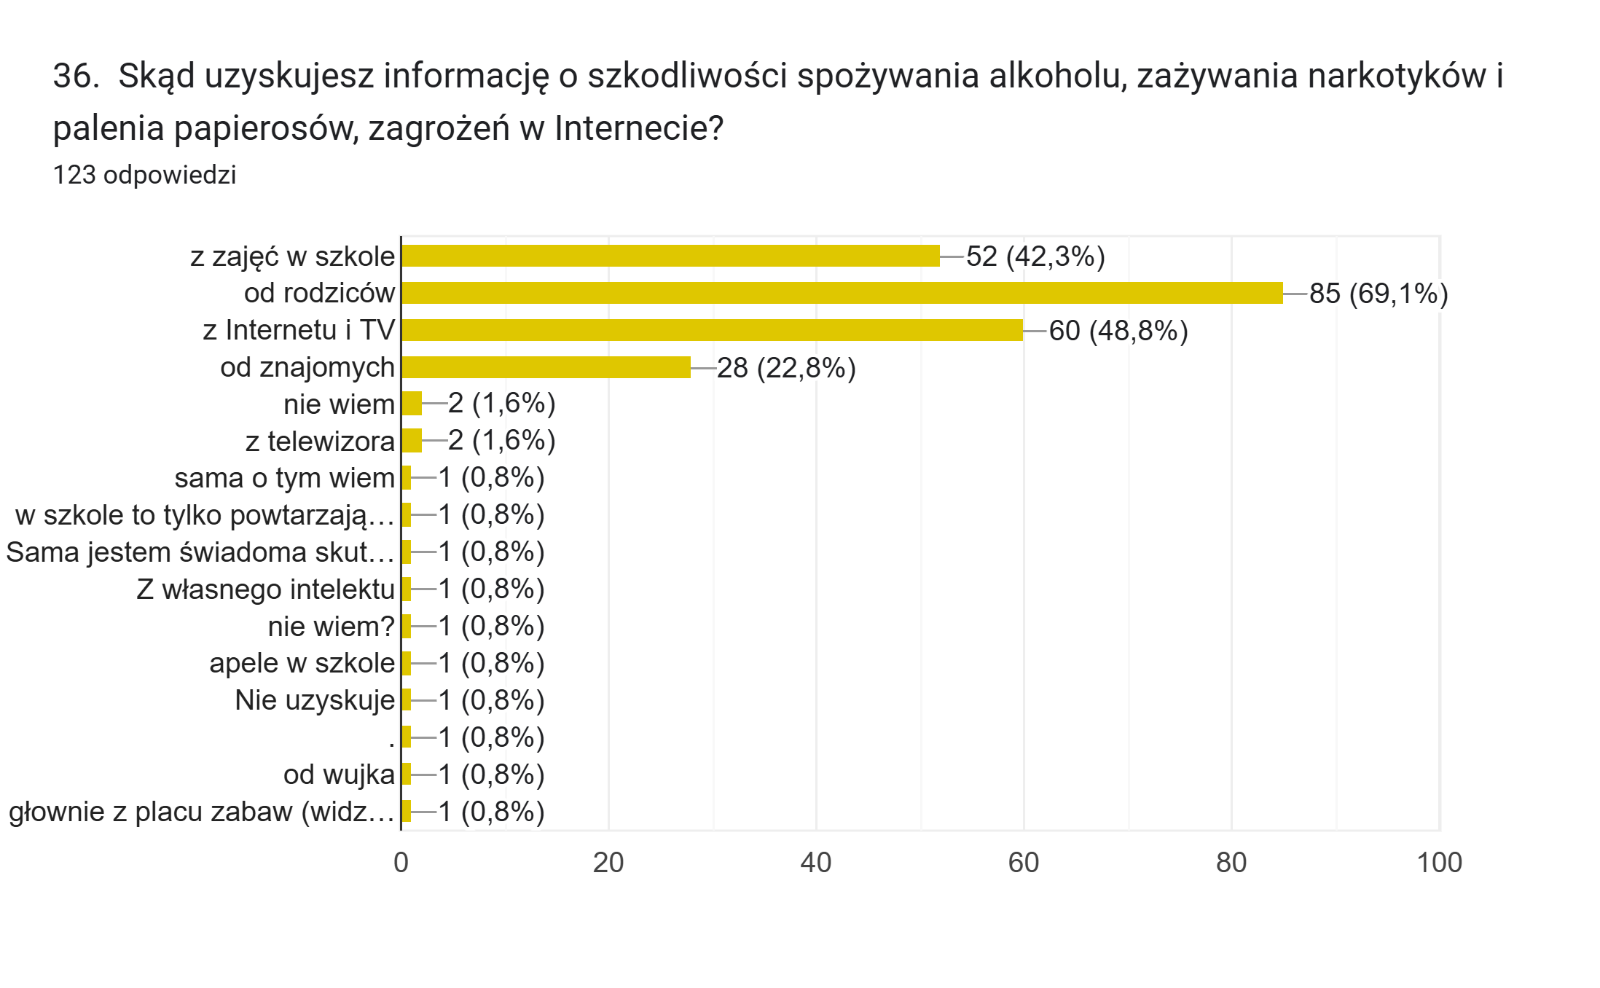 36.  Skąd uzyskujesz informację o szkodliwości spożywania alkoholu, zażywania narkotyków i
palenia papierosów, zagrożeń w Internecie?
123 odpowiedzi
z zajęć w szkole 52 (42,3%)
od rodziców 85 (69,1%)
z Internetu i TV 60 (48,8%)
od znajomych 28 (22,8%)
nie wiem 2 (1,6%)
z telewizora 2 (1,6%)
sama o tym wiem 1 (0,8%)
w szkole to tylko powtarzają… 1 (0,8%)
Sama jestem świadoma skut… 1 (0,8%)
Z własnego intelektu 1 (0,8%)
nie wiem? 1 (0,8%)
apele w szkole 1 (0,8%)
Nie uzyskuje 1 (0,8%)
. 1 (0,8%)
od wujka 1 (0,8%)
głownie z placu zabaw (widz… 1 (0,8%)
0 20 40 60 80 100